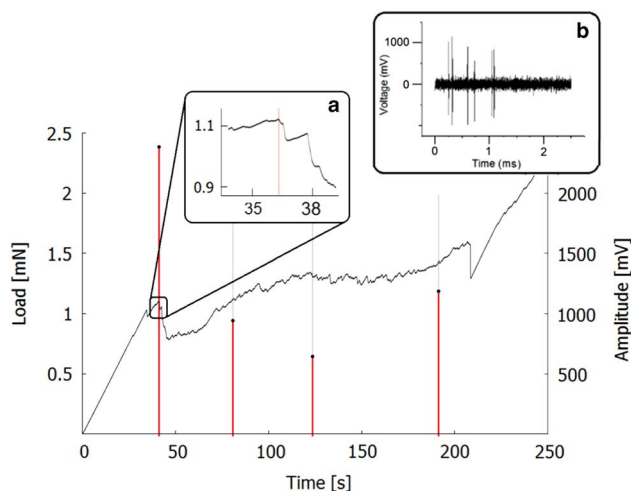 b
1000
0
Voltage (mV)
0 1 2
Time (ms)
a
1.1
0.9
35 38
2.5
2
1.5
1
0.5
Load [mN]
2000
1500
1000
500
Amplitude [mV]
0 50 100 150 200 250
Time [s]